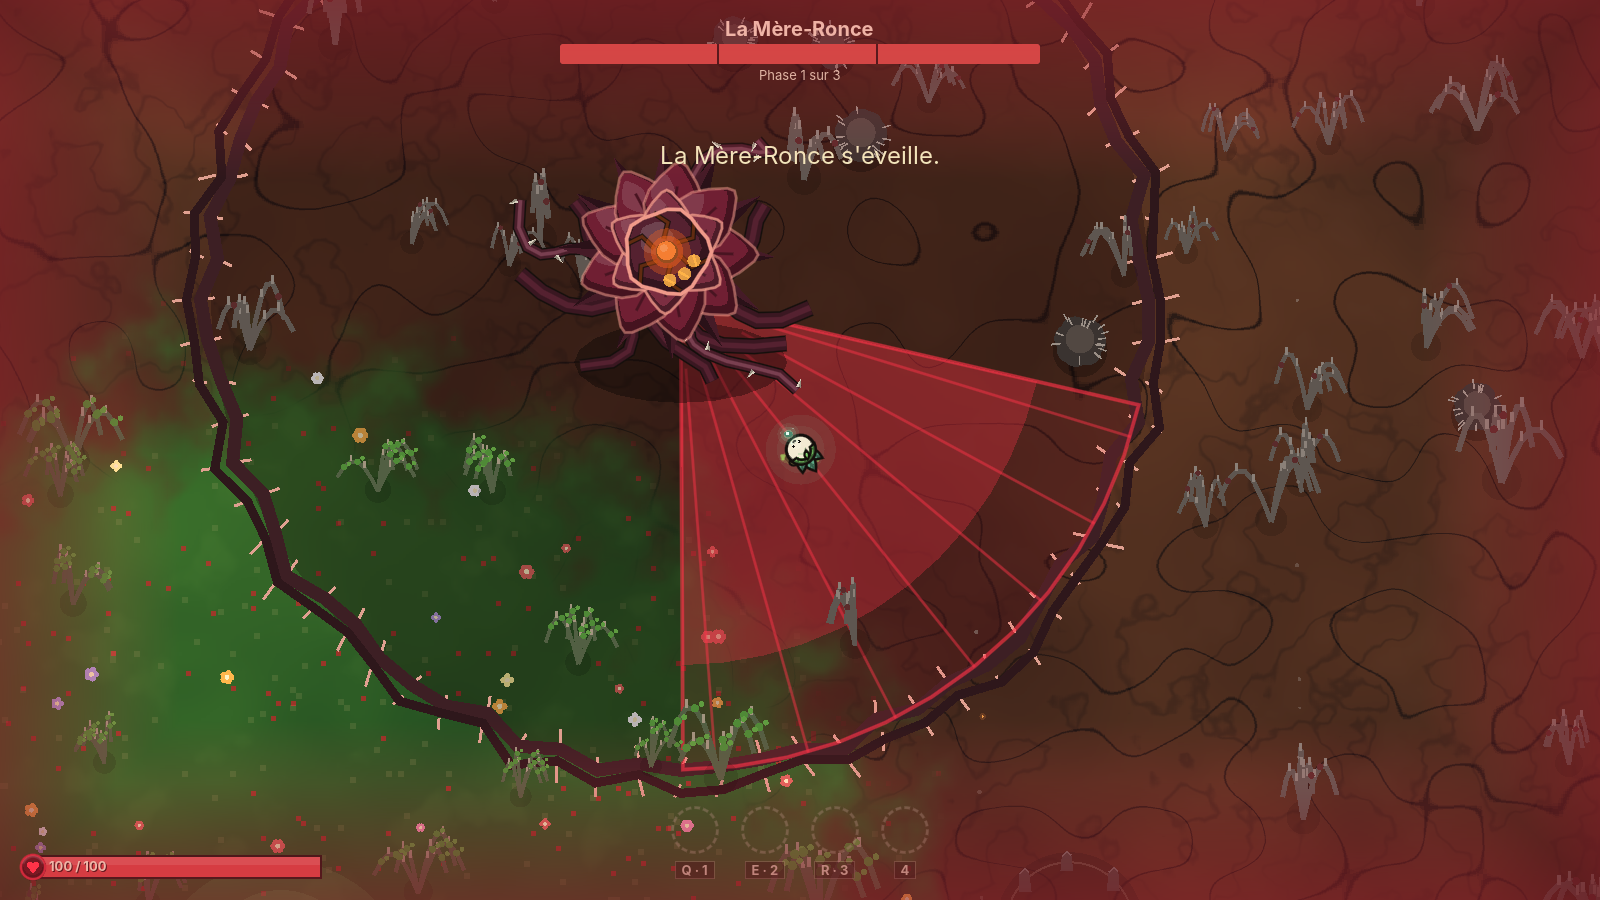 La Mère-Ronce
Phase 1 sur 3
La Mère-Ronce s'éveille.
100 / 100
Q · 1
E · 2
R · 3
4